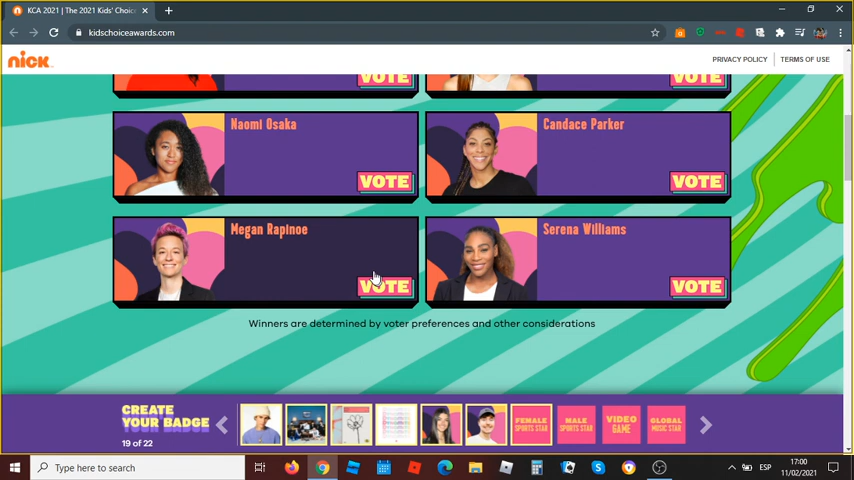 KCA 2021 | The 2021 Kids' Choic
kidschoiceawards.com
nick
PRIVACY POLICY
TERMS OF USE
VOTE
VOTE
Naomi Osaka
VOTE
Candace Parker
VOTE
Megan Rapinoe
VOTE
Serena Williams
VOTE
Winners are determined by voter preferences and other considerations
CREATE
YOUR BADGE
19 of 22
FEMALE
SPORTS STAR
MALE
SPORTS STAR
VIDEO
GAME
GLOBAL
MUSIC STAR
Type here to search
ESP
17:00
11/02/2021